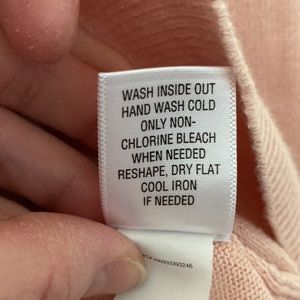 WASH INSIDE OUT
HAND WASH COLD
ONLY NON-
CHLORINE BLEACH
WHEN NEEDED
RESHAPE, DRY FLAT
COOL IRON
IF NEEDED